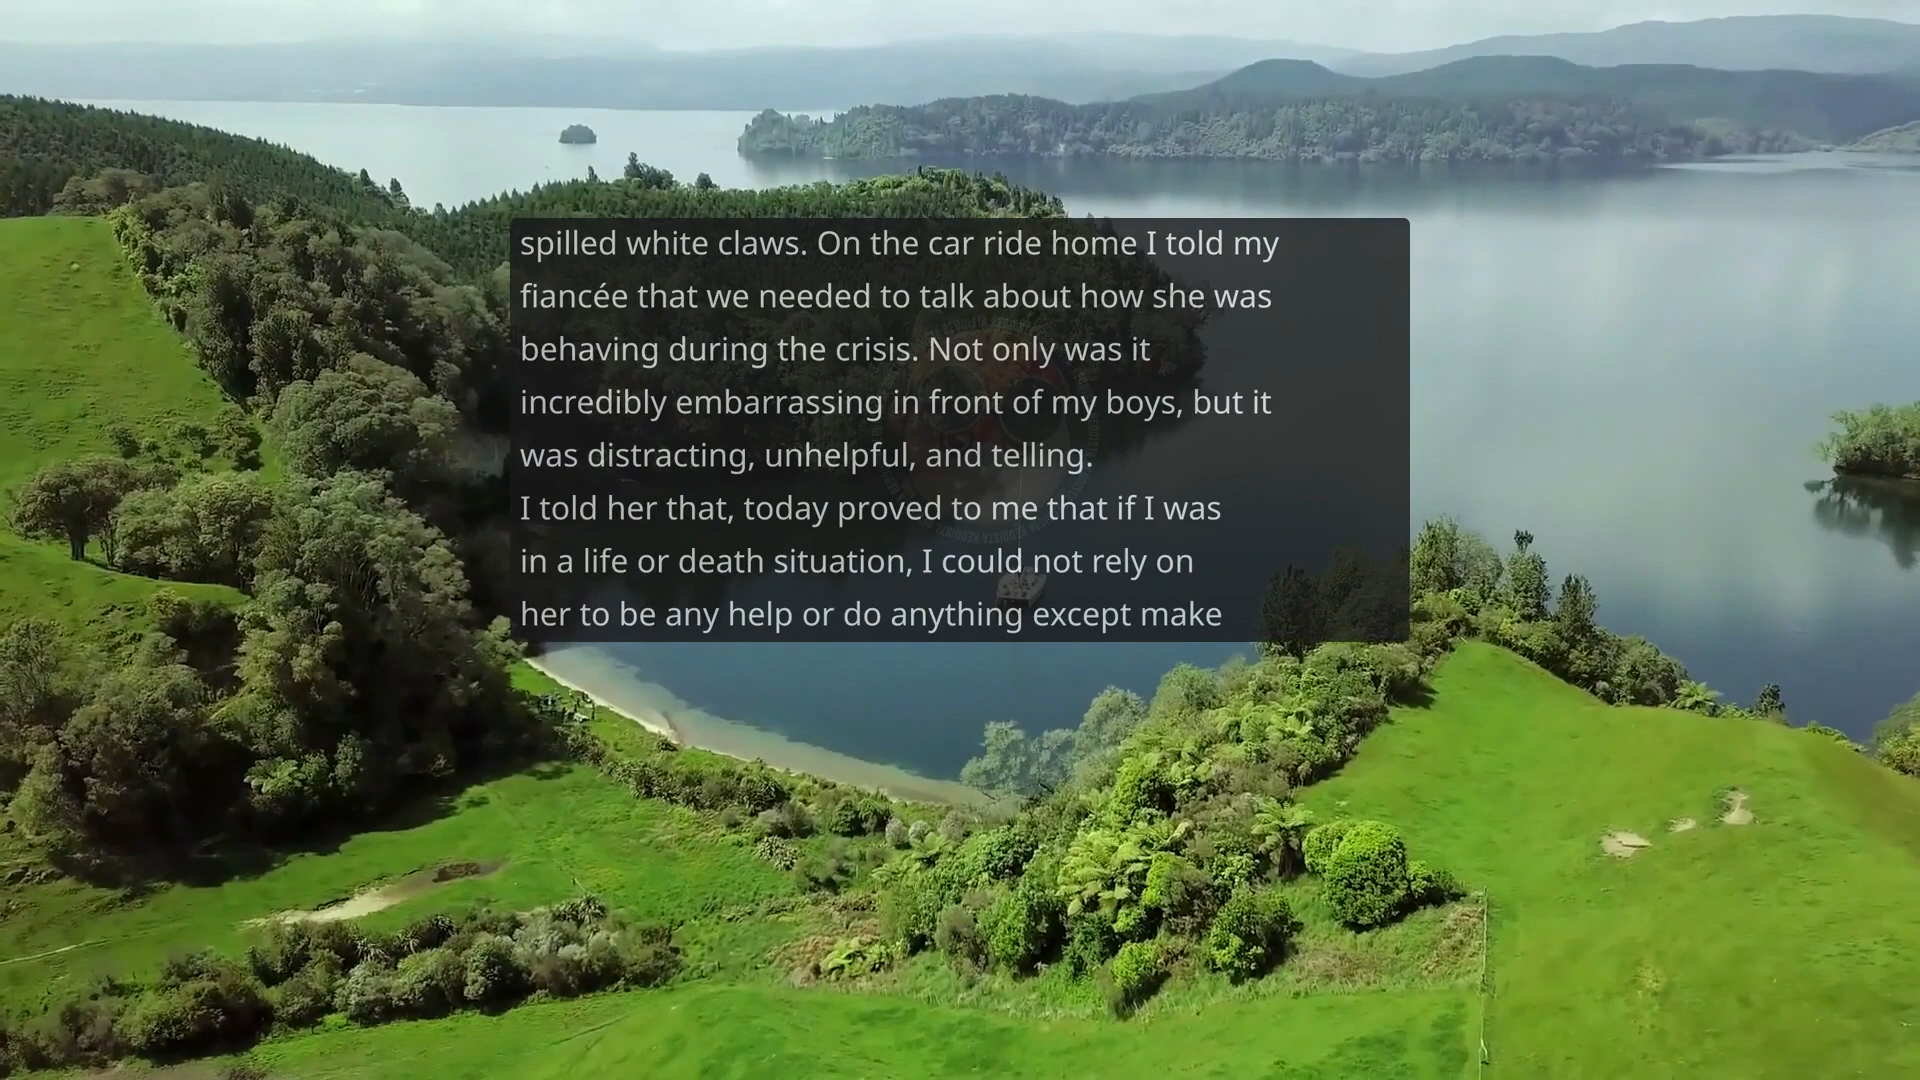 spilled white claws. On the car ride home I told my
fiancée that we needed to talk about how she was
behaving during the crisis. Not only was it
incredibly embarrassing in front of my boys, but it
was distracting, unhelpful, and telling.
I told her that, today proved to me that if I was
in a life or death situation, I could not rely on
her to be any help or do anything except make